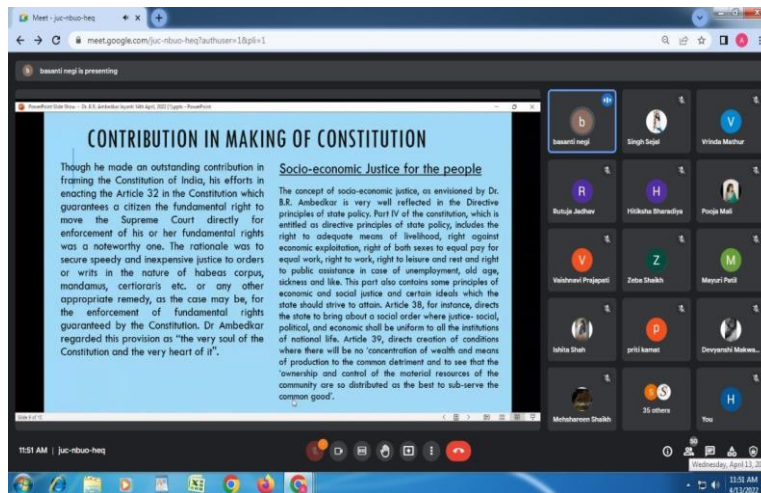 Meet - juc-nbuo-heq
meet.google.com/juc-nbuo-heq?authuser=1&pli=1
basanti negi is presenting
PowerPoint Slide Show - Dr. B.R. Ambedkar Jayanti 14th April, 2022 - PowerPoint
CONTRIBUTION IN MAKING OF CONSTITUTION
Though he made an outstanding contribution in
framing the Constitution of India, his efforts in
enacting the Article 32 in the Constitution which
guarantees a citizen the fundamental right to
move the Supreme Court directly for
enforcement of his or her fundamental rights
was a noteworthy one. The rationale was to
secure speedy and inexpensive justice to orders
or writs in the nature of habeas corpus,
mandamus, certioraris etc. or any other
appropriate remedy, as the case may be, for
the enforcement of fundamental rights
guaranteed by the Constitution. Dr Ambedkar
regarded this provision as "the very soul of the
Constitution and the very heart of it".
Socio-economic Justice for the people
The concept of socio-economic justice, as envisioned by Dr.
B.R. Ambedkar is very well reflected in the Directive
principles of state policy. Part IV of the constitution, which is
entitled as directive principles of state policy, includes the
right to adequate means of livelihood, right against
economic exploitation, right of both sexes to equal pay for
equal work, right to work, right to leisure and rest and right
to public assistance in case of unemployment, old age,
sickness and like. This part also contains some principles of
economic and social justice and certain ideals which the
state should strive to attain. Article 38, for instance, directs
the state to bring about a social order where justice- social,
political, and economic shall be uniform to all the institutions
of national life. Article 39, directs creation of conditions
where there will be no 'concentration of wealth and means
of production to the common detriment and to see that the
'ownership and control of the material resources of the
community are so distributed as the best to sub-serve the
common good'.
b
basanti negi
Singh Sejal
V
Vrinda Mathur
R
Rutuja Jadhav
H
Hitiksha Bharadiya
Pooja Mali
V
Vaishnavi Prajapati
Z
Zeba Shaikh
M
Mayuri Patil
Ishita Shah
p
priti kamat
Devyanshi Makwa...
Mehshareen Shaikh
S
35 others
H
You
11:51 AM | juc-nbuo-heq
50
Wednesday, April 13, 20
11:51 AM
4/13/2022